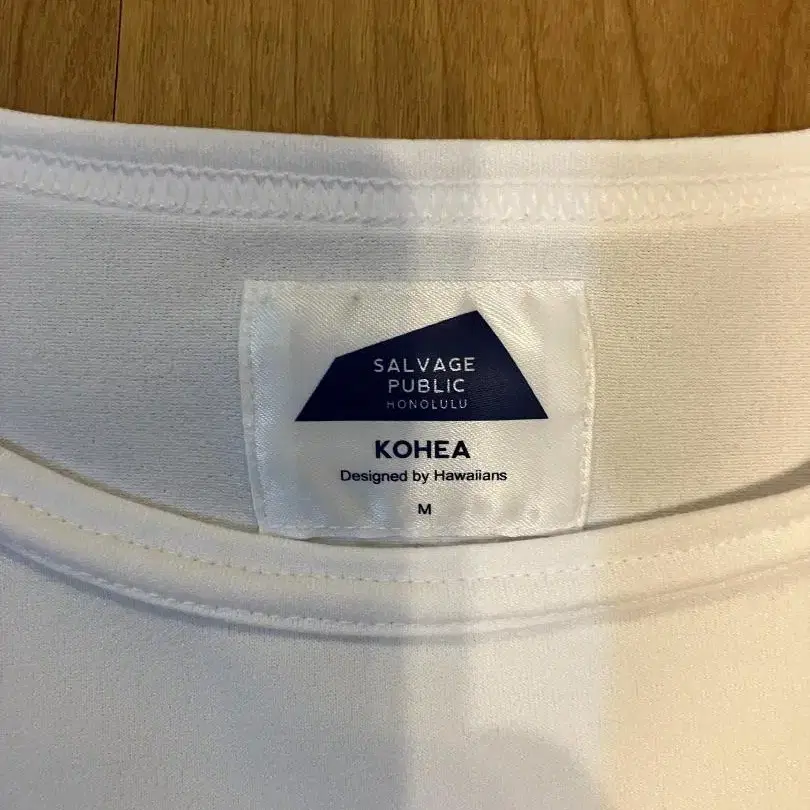 SALVAGE
PUBLIC
HONOLULU
KOHEA
Designed by Hawaiians
M